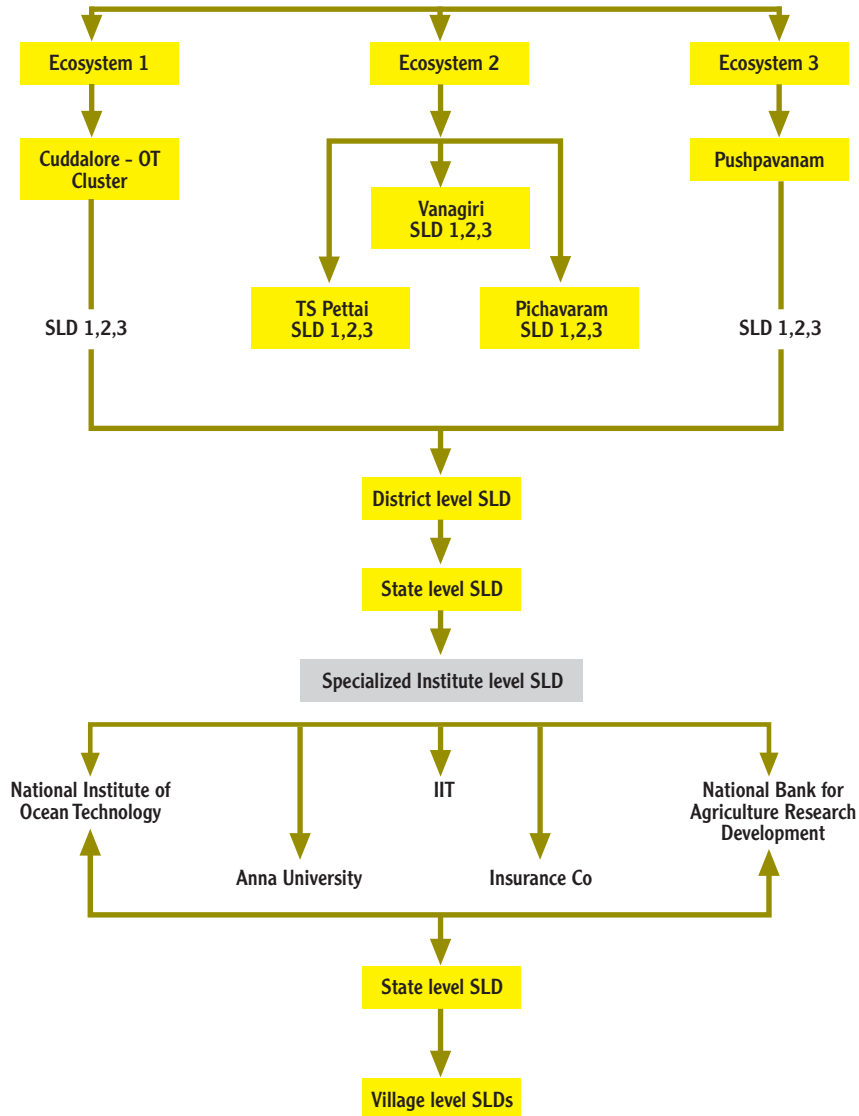 Ecosystem 1
Ecosystem 2
Ecosystem 3
Cuddalore - OT
Cluster
Pushpavanam
Vanagiri
SLD 1,2,3
TS Pettai
SLD 1,2,3
Pichavaram
SLD 1,2,3
SLD 1,2,3
SLD 1,2,3
District level SLD
State level SLD
Specialized Institute level SLD
National Institute of
Ocean Technology
IIT
National Bank for
Agriculture Research
Development
Anna University
Insurance Co
State level SLD
Village level SLDs